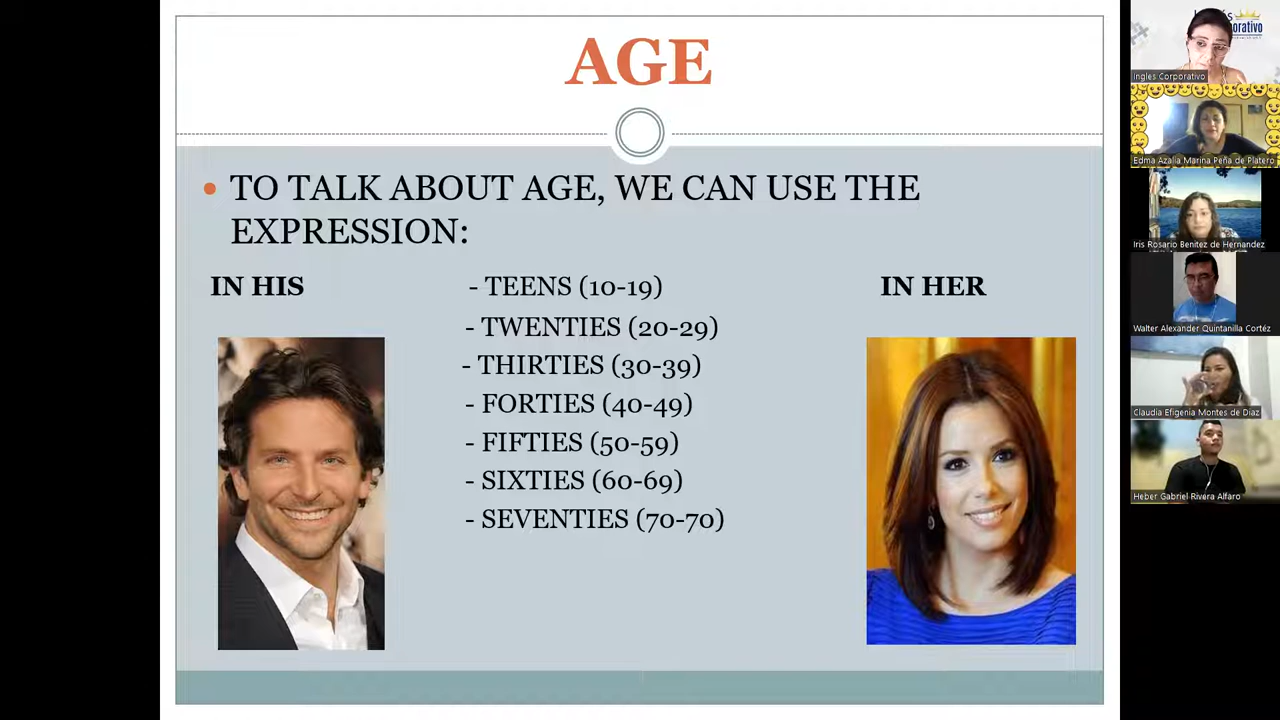 AGE
• TO TALK ABOUT AGE, WE CAN USE THE
EXPRESSION:
IN HIS
- TEENS (10-19)
IN HER
- TWENTIES (20-29)
- THIRTIES (30-39)
- FORTIES (40-49)
- FIFTIES (50-59)
- SIXTIES (60-69)
- SEVENTIES (70-70)
Ingles Corporativo
Edma Azalia Marina Peña de Platero
Iris Rosario Benitez de Hernandez
Walter Alexander Quintanilla Cortéz
Claudia Efigenia Montes de Diaz
Heber Gabriel Rivera Alfaro